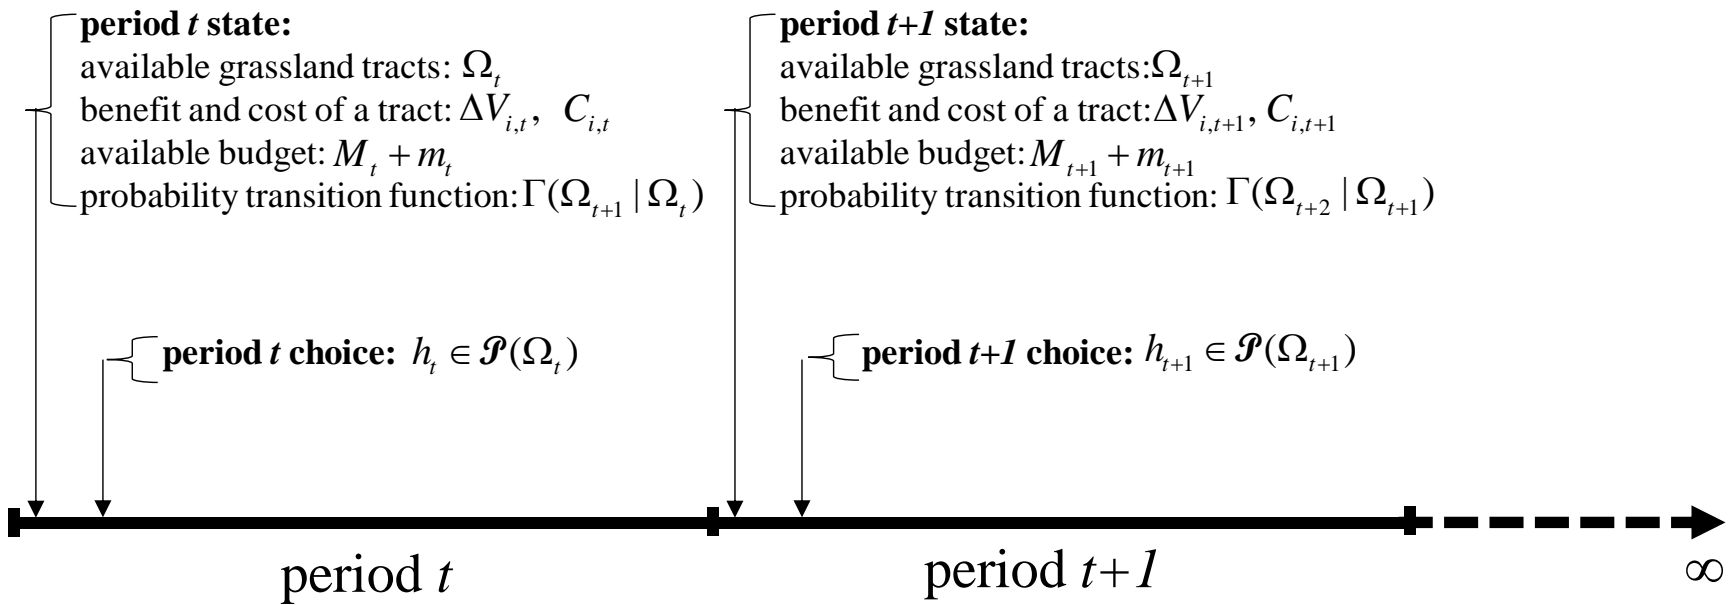 period t state:
available grassland tracts: Ω_t
benefit and cost of a tract: ΔV_{i,t}, C_{i,t}
available budget: M_t + m_t
probability transition function: Γ(Ω_{t+1} | Ω_t)
period t+1 state:
available grassland tracts: Ω_{t+1}
benefit and cost of a tract: ΔV_{i,t+1}, C_{i,t+1}
available budget: M_{t+1} + m_{t+1}
probability transition function: Γ(Ω_{t+2} | Ω_{t+1})
period t choice: h_t ∈ 𝒫(Ω_t)
period t+1 choice: h_{t+1} ∈ 𝒫(Ω_{t+1})
period t
period t+1
∞